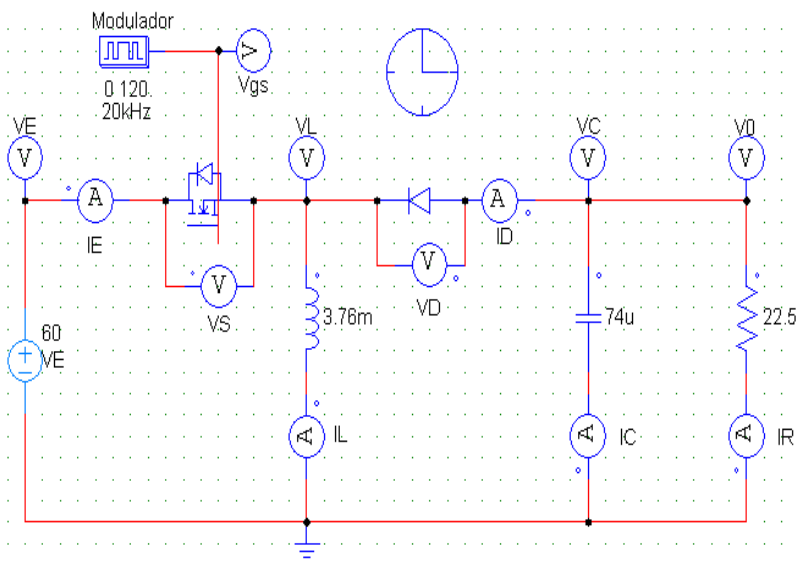 Modulador
0 120.
20kHz
Vgs
V
VE
V
VL
V
VC
V
V0
V
A
IE
A
ID
V
VS
V
VD
3.76m
74u
22.5
60
VE
A
IL
A
IC
A
IR